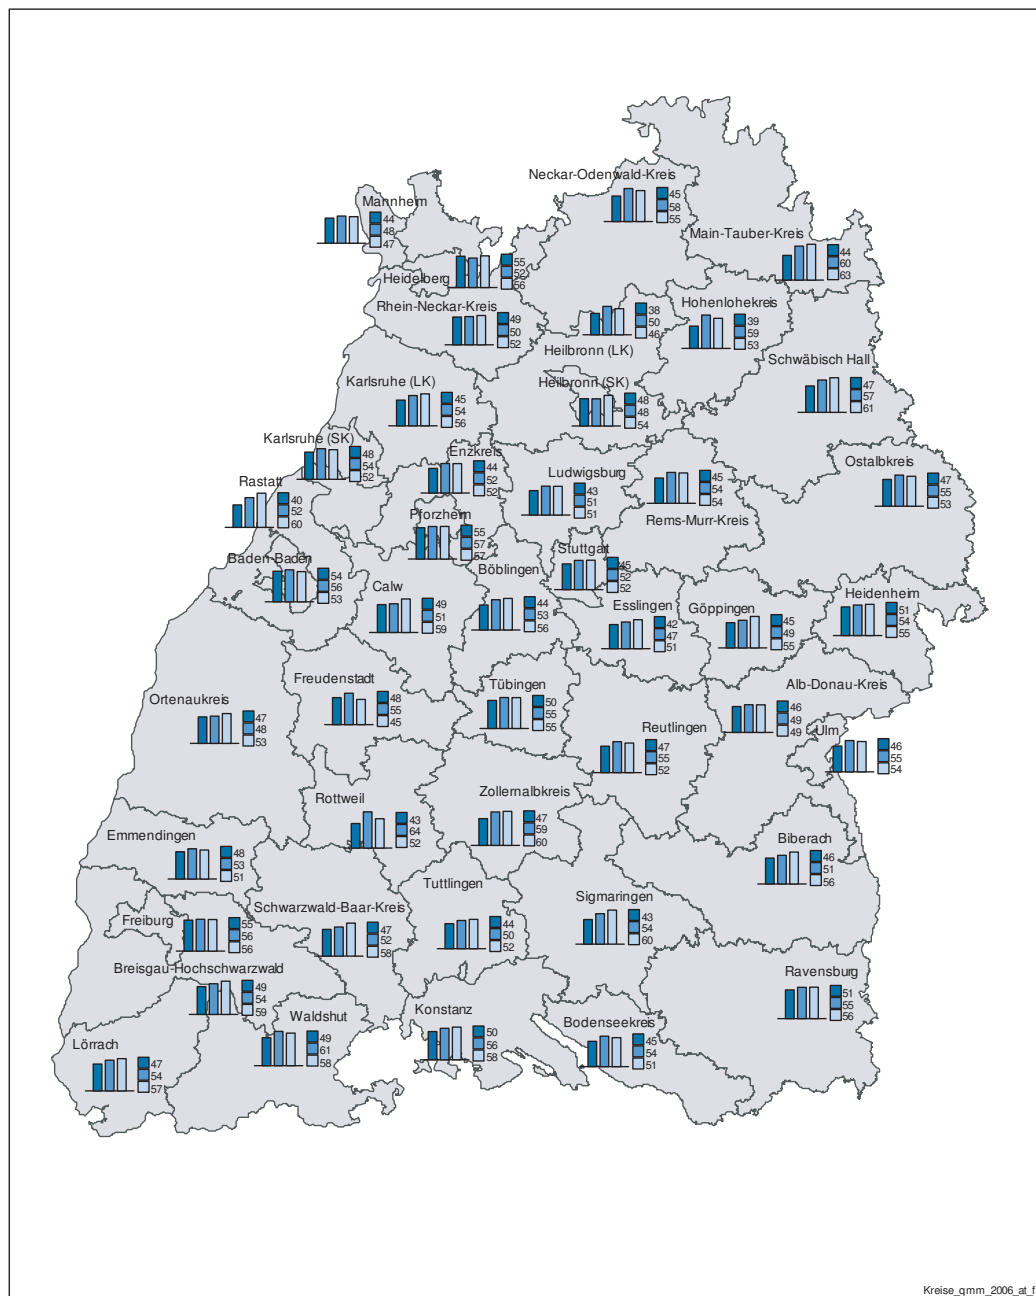 Neckar-Odenwald-Kreis
45
58
55
Mannheim
44
48
47
Main-Tauber-Kreis
44
60
63
Heidelberg
55
52
56
Rhein-Neckar-Kreis
49
50
52
38
50
46
Heilbronn (LK)
Hohenlohekreis
39
59
53
Schwäbisch Hall
47
57
61
Karlsruhe (LK)
45
54
56
Heilbronn (SK)
48
48
54
Karlsruhe (SK)
48
54
52
Enzkreis
44
52
52
Ludwigsburg
43
51
51
45
54
54
Rems-Murr-Kreis
Ostalbkreis
47
55
53
Rastatt
40
52
60
Pforzheim
55
57
57
Stuttgart
45
52
52
Baden-Baden
54
56
53
Calw
49
51
59
Böblingen
44
53
56
Esslingen
42
47
51
Göppingen
45
49
55
Heidenheim
51
54
55
Ortenaukreis
47
48
53
Freudenstadt
48
55
45
Tübingen
50
55
55
Reutlingen
47
55
52
Alb-Donau-Kreis
46
49
49
Ulm
46
55
54
Rottweil
43
64
52
Zollernalbkreis
47
59
60
Emmendingen
48
53
51
Biberach
46
51
56
Freiburg
55
56
56
Schwarzwald-Baar-Kreis
47
52
58
Tuttlingen
44
50
52
Sigmaringen
43
54
60
Breisgau-Hochschwarzwald
49
54
59
Ravensburg
51
55
56
Lörrach
47
54
57
Waldshut
49
61
58
Konstanz
50
56
58
Bodenseekreis
45
54
51
Kreise_qmm_2006_at_f